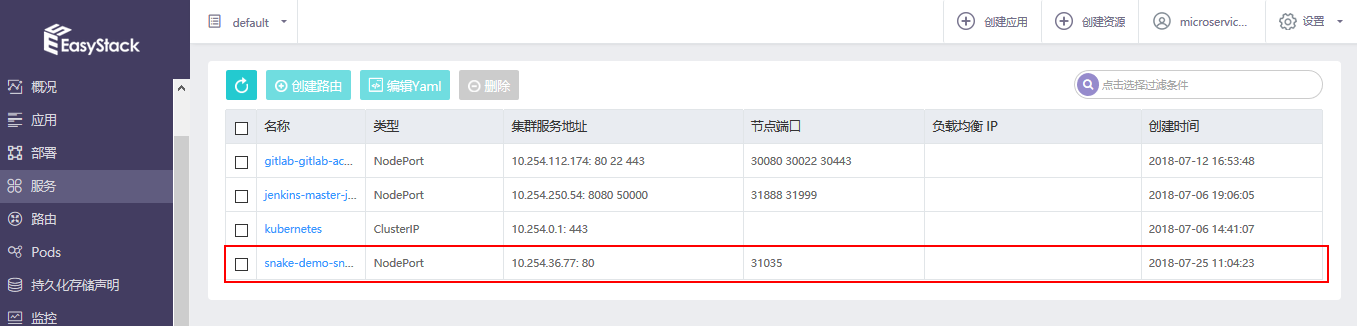 EasyStack
概况
应用
部署
服务
路由
Pods
持久化存储声明
监控
default
创建应用
创建资源
microservic...
设置
创建路由
编辑Yaml
删除
点击选择过滤条件
名称 类型 集群服务地址 节点端口 负载均衡 IP 创建时间
gitlab-gitlab-ac... NodePort 10.254.112.174: 80 22 443 30080 30022 30443 2018-07-12 16:53:48
jenkins-master-j... NodePort 10.254.250.54: 8080 50000 31888 31999 2018-07-06 19:06:05
kubernetes ClusterIP 10.254.0.1: 443 2018-07-06 14:41:07
snake-demo-sn... NodePort 10.254.36.77: 80 31035 2018-07-25 11:04:23